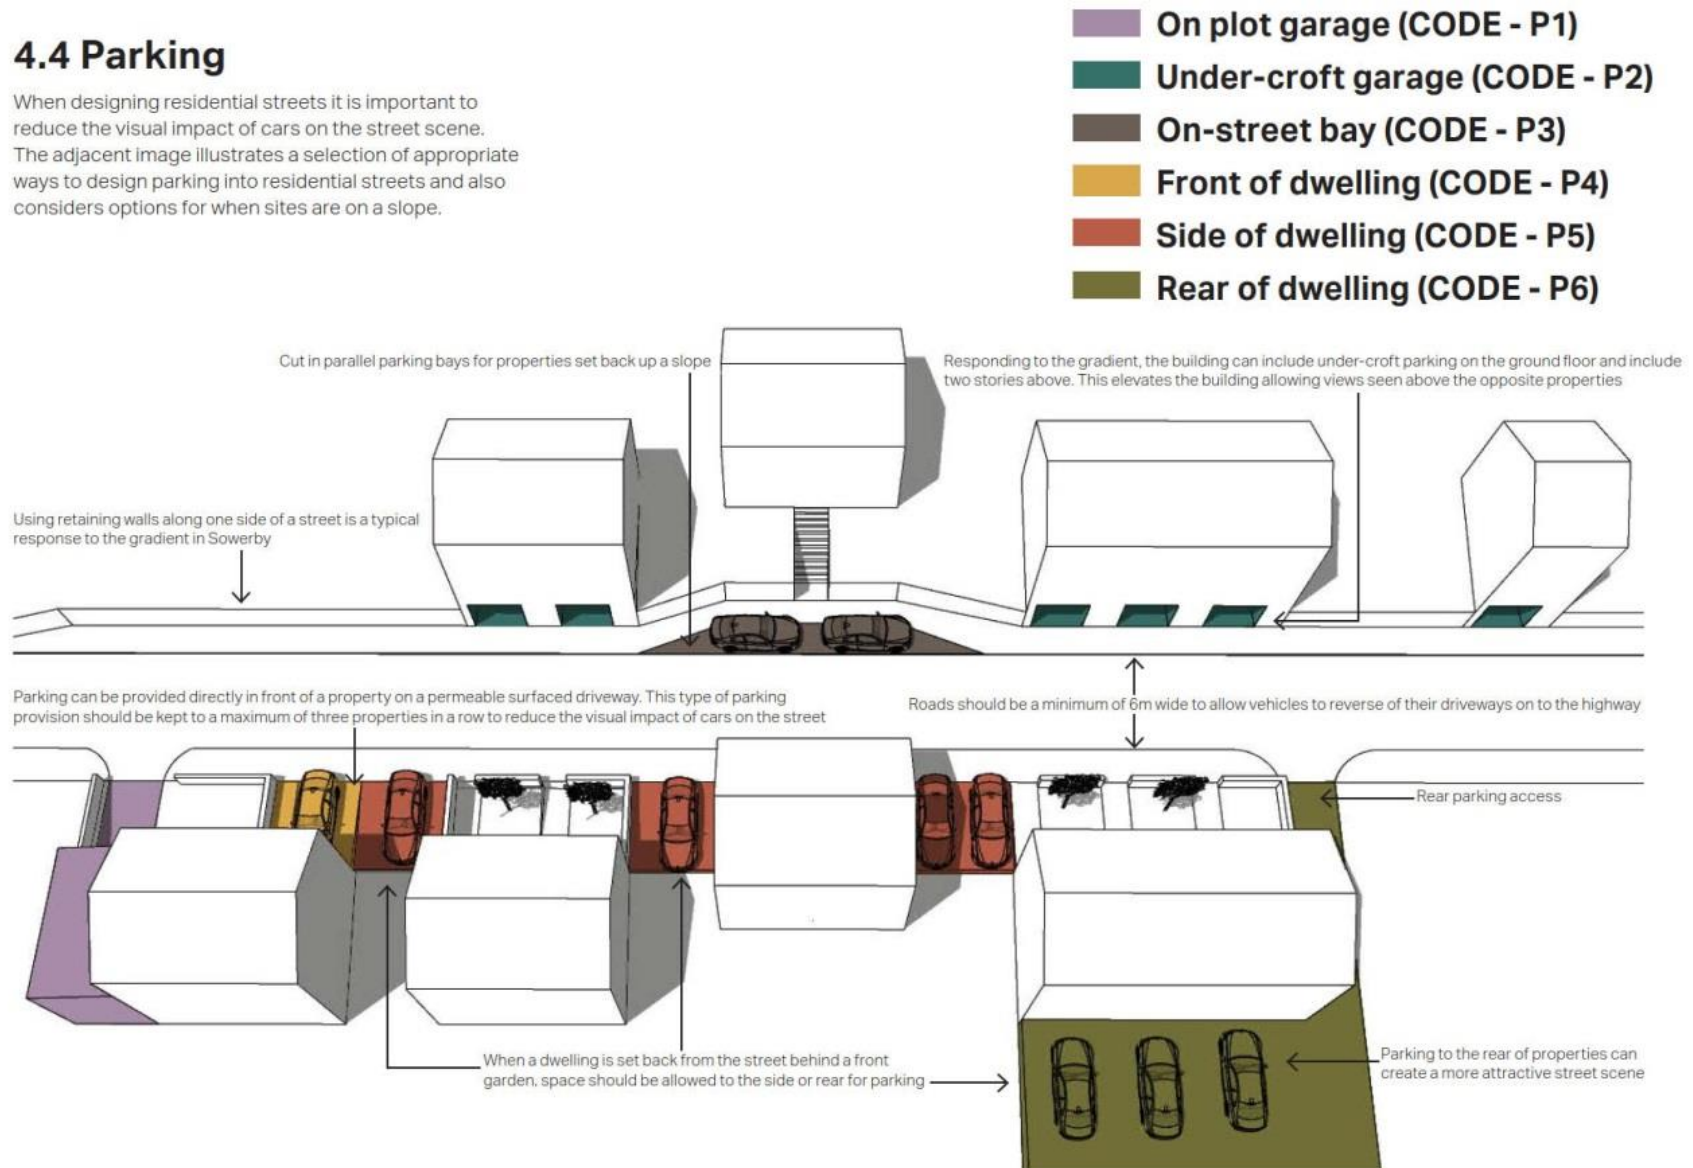 4.4 Parking
When designing residential streets it is important to
reduce the visual impact of cars on the street scene.
The adjacent image illustrates a selection of appropriate
ways to design parking into residential streets and also
considers options for when sites are on a slope.
On plot garage (CODE - P1)
Under-croft garage (CODE - P2)
On-street bay (CODE - P3)
Front of dwelling (CODE - P4)
Side of dwelling (CODE - P5)
Rear of dwelling (CODE - P6)
Cut in parallel parking bays for properties set back up a slope
Responding to the gradient, the building can include under-croft parking on the ground floor and include
two stories above. This elevates the building allowing views seen above the opposite properties
Using retaining walls along one side of a street is a typical
response to the gradient in Sowerby
Parking can be provided directly in front of a property on a permeable surfaced driveway. This type of parking
provision should be kept to a maximum of three properties in a row to reduce the visual impact of cars on the street
Roads should be a minimum of 6m wide to allow vehicles to reverse of their driveways on to the highway
Rear parking access
When a dwelling is set back from the street behind a front
garden, space should be allowed to the side or rear for parking
Parking to the rear of properties can
create a more attractive street scene